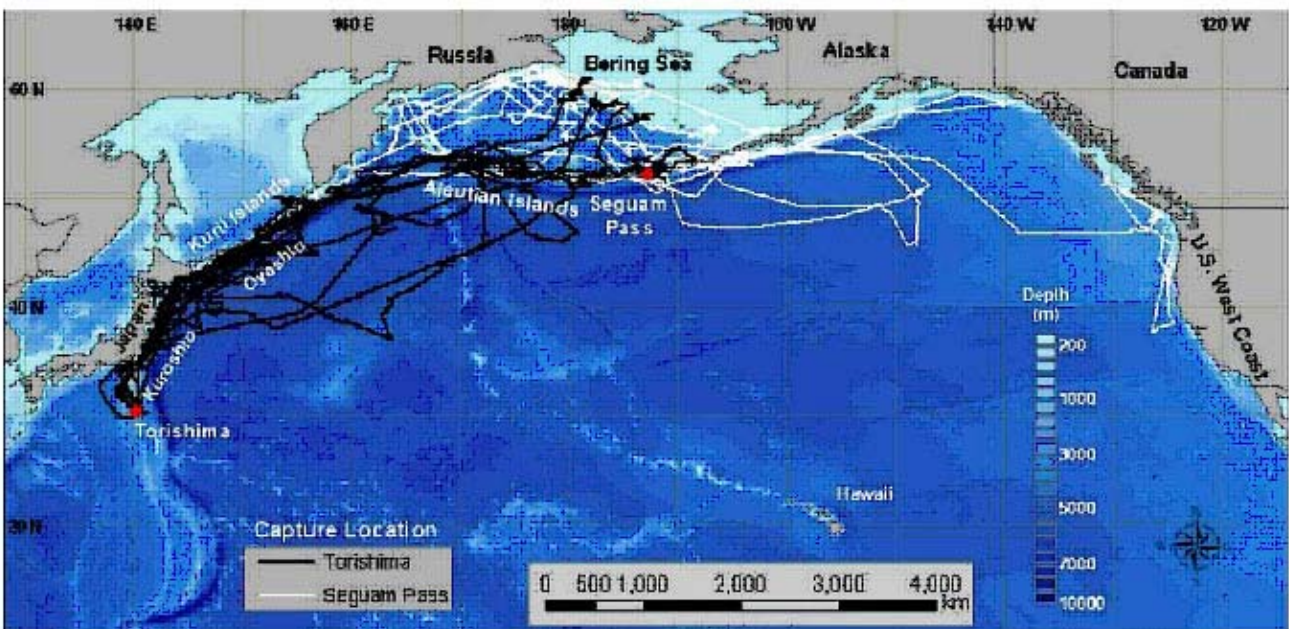 140 E 160 E 180 160 W 140 W 120 W
Russia
Bering Sea
Alaska
Canada
60 N
Kuril Islands
Aleutian Islands
Seguam
Pass
Oyashio
U.S. West Coast
40 N
Japan
Kuroshio
Depth
(m)
200
1000
3000
5000
7000
10000
Torishima
Hawaii
20 N
Capture Location
Torishima
Seguam Pass
0 500 1,000 2,000 3,000 4,000
km